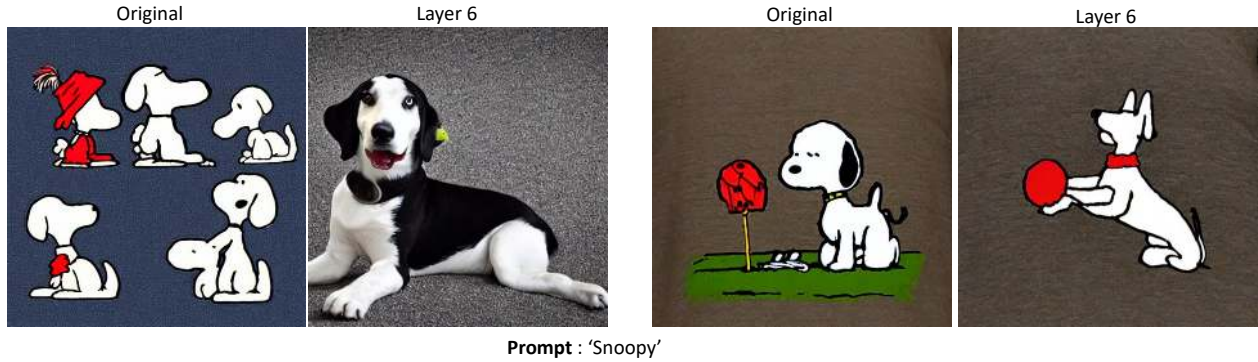 Original Layer 6 Original Layer 6
Prompt : ‘Snoopy’